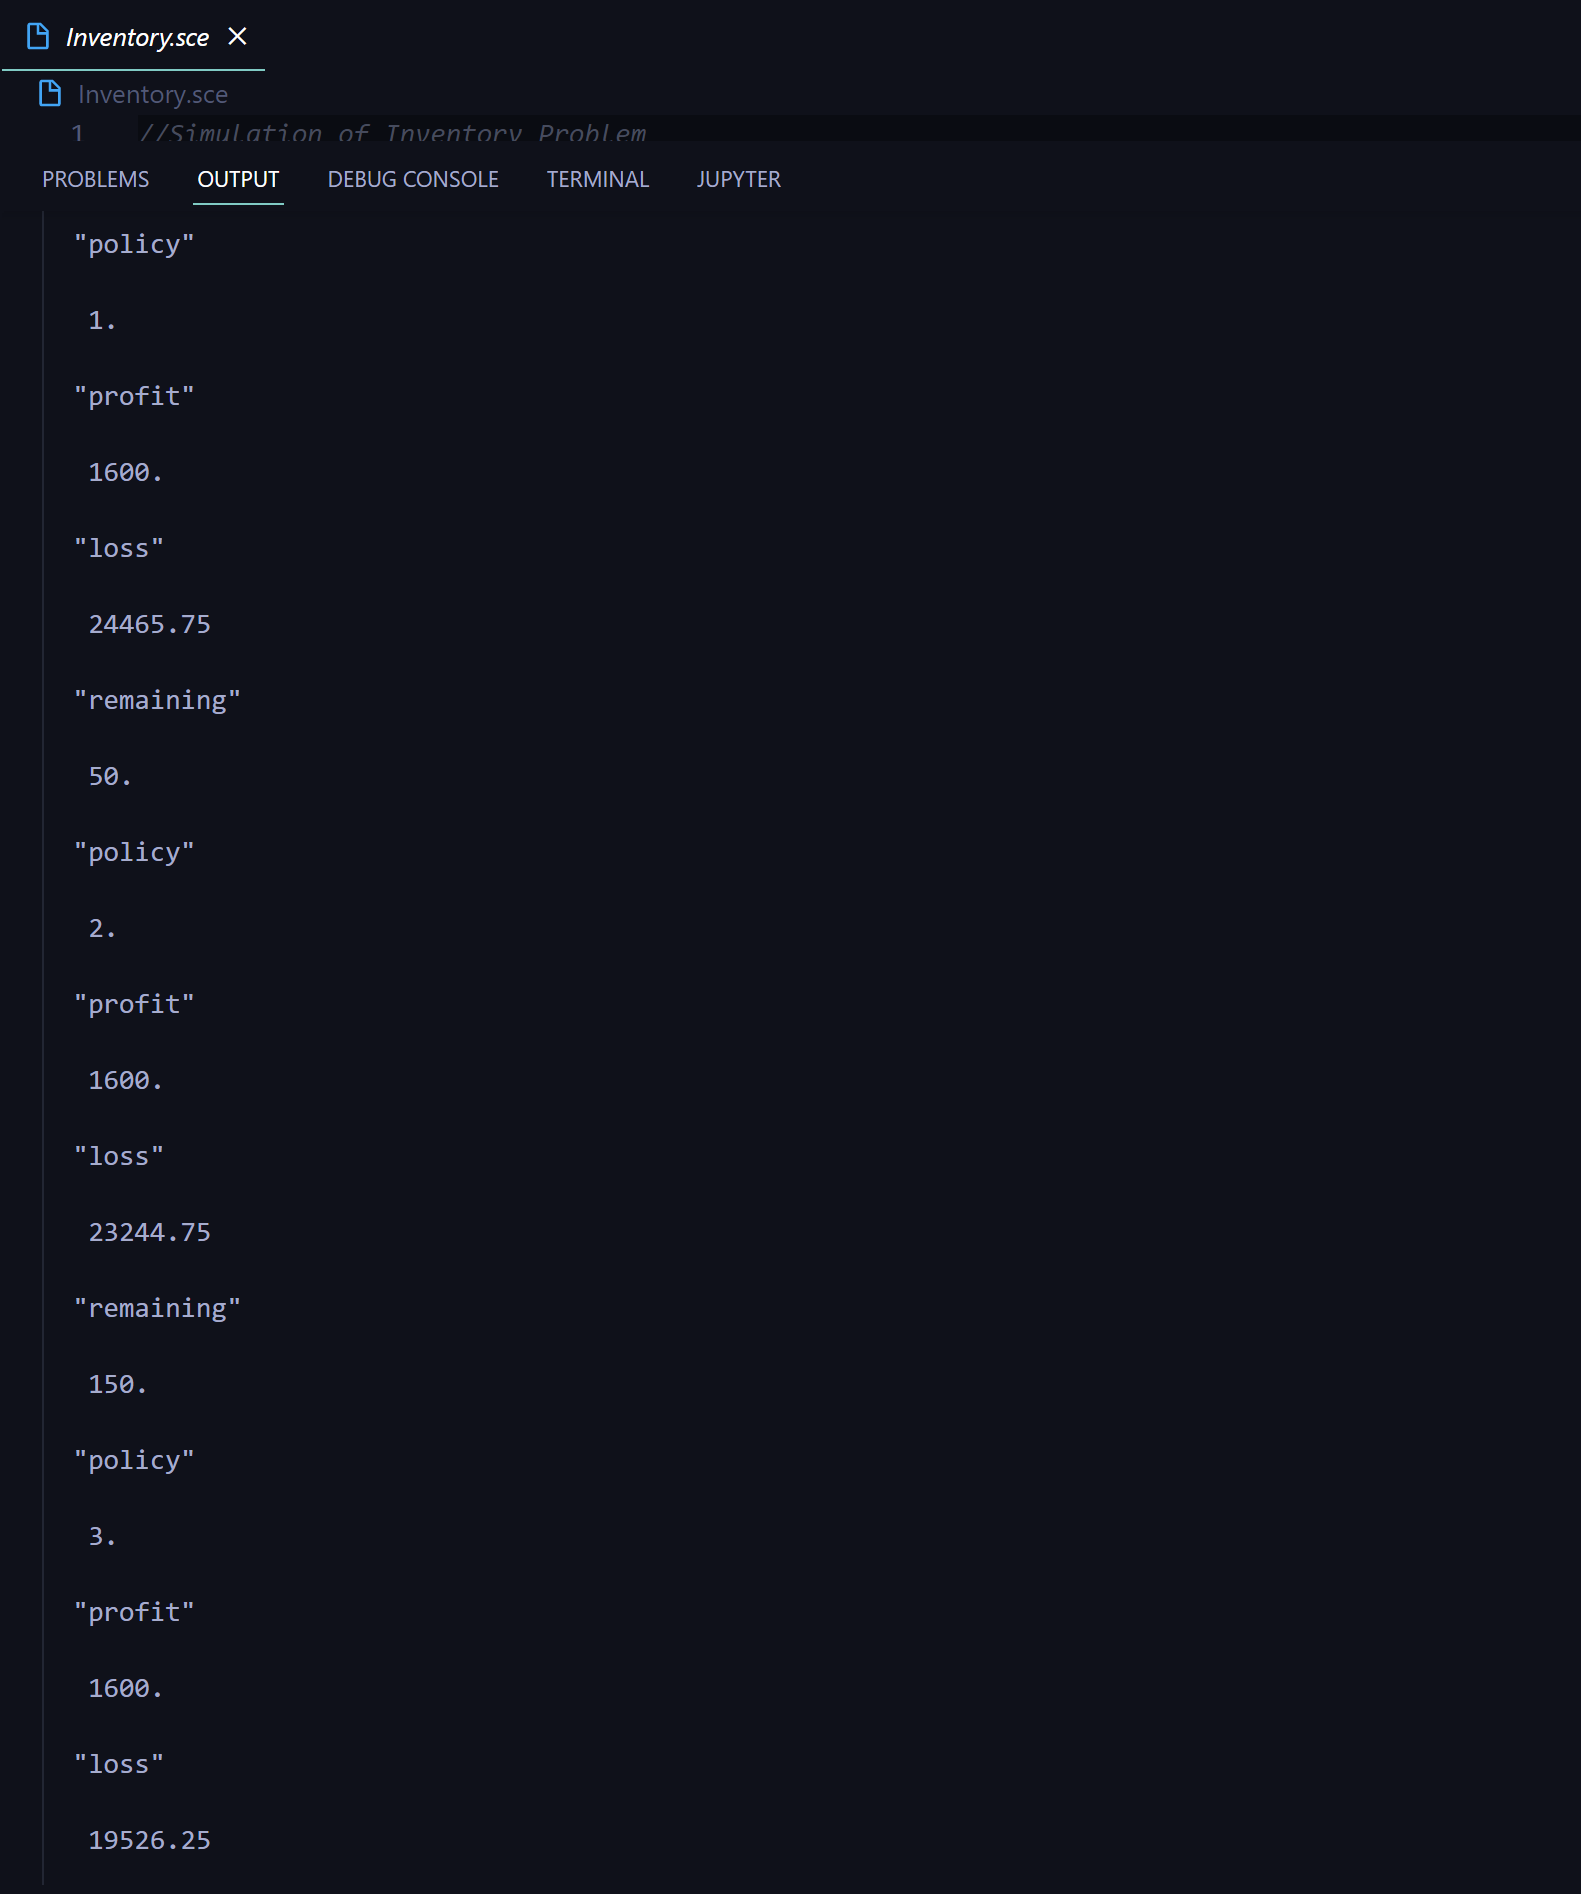 Inventory.sce
Inventory.sce
1 //Simulation of Inventory Problem
PROBLEMS OUTPUT DEBUG CONSOLE TERMINAL JUPYTER
"policy"
1.
"profit"
1600.
"loss"
24465.75
"remaining"
50.
"policy"
2.
"profit"
1600.
"loss"
23244.75
"remaining"
150.
"policy"
3.
"profit"
1600.
"loss"
19526.25